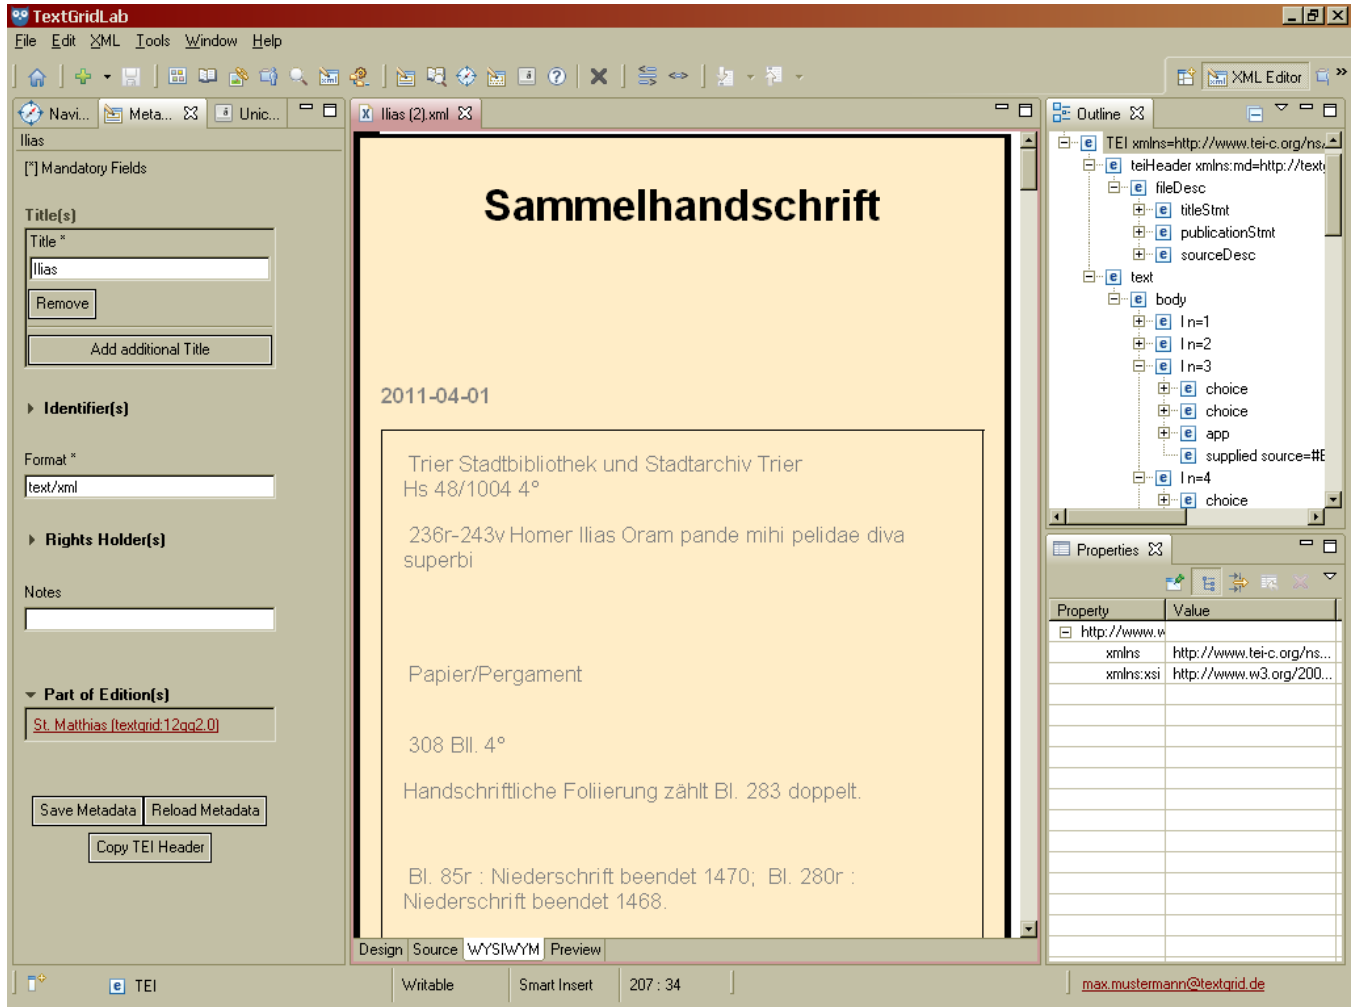 TextGridLab
File Edit XML Tools Window Help
XML Editor »
Navi... Meta... Unic...
Ilias
[*] Mandatory Fields
Title(s)
Title *
Ilias
Remove
Add additional Title
Identifier(s)
Format *
text/xml
Rights Holder(s)
Notes
Part of Edition(s)
St. Matthias (textgrid:12gg2.0)
Save Metadata Reload Metadata
Copy TEI Header
Ilias (2).xml
Sammelhandschrift
2011-04-01
Trier Stadtbibliothek und Stadtarchiv Trier
Hs 48/1004 4°
236r-243v Homer Ilias Oram pande mihi pelidae diva
superbi
Papier/Pergament
308 Bll. 4°
Handschriftliche Foliierung zählt Bl. 283 doppelt.
Bl. 85r : Niederschrift beendet 1470; Bl. 280r :
Niederschrift beendet 1468.
Design Source WYSIWYM Preview
Outline
TEI xmlns=http://www.tei-c.org/ns/
teiHeader xmlns:md=http://textg
fileDesc
titleStmt
publicationStmt
sourceDesc
text
body
l n=1
l n=2
l n=3
choice
choice
app
supplied source=#E
l n=4
choice
Properties
Property Value
http://www.w
xmlns http://www.tei-c.org/ns...
xmlns:xsi http://www.w3.org/200...
TEI Writable Smart Insert 207 : 34 max.mustermann@textgrid.de